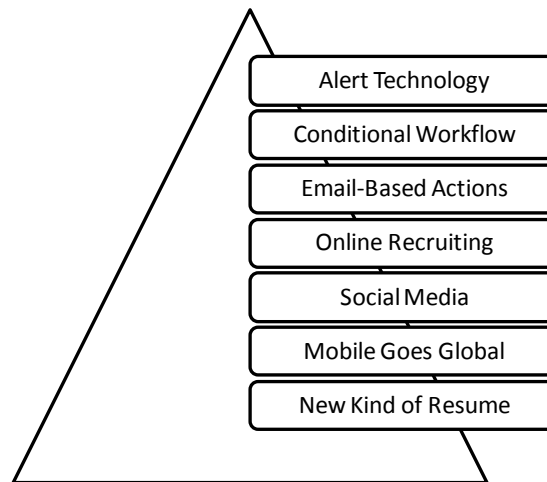 Alert Technology
Conditional Workflow
Email-Based Actions
Online Recruiting
Social Media
Mobile Goes Global
New Kind of Resume